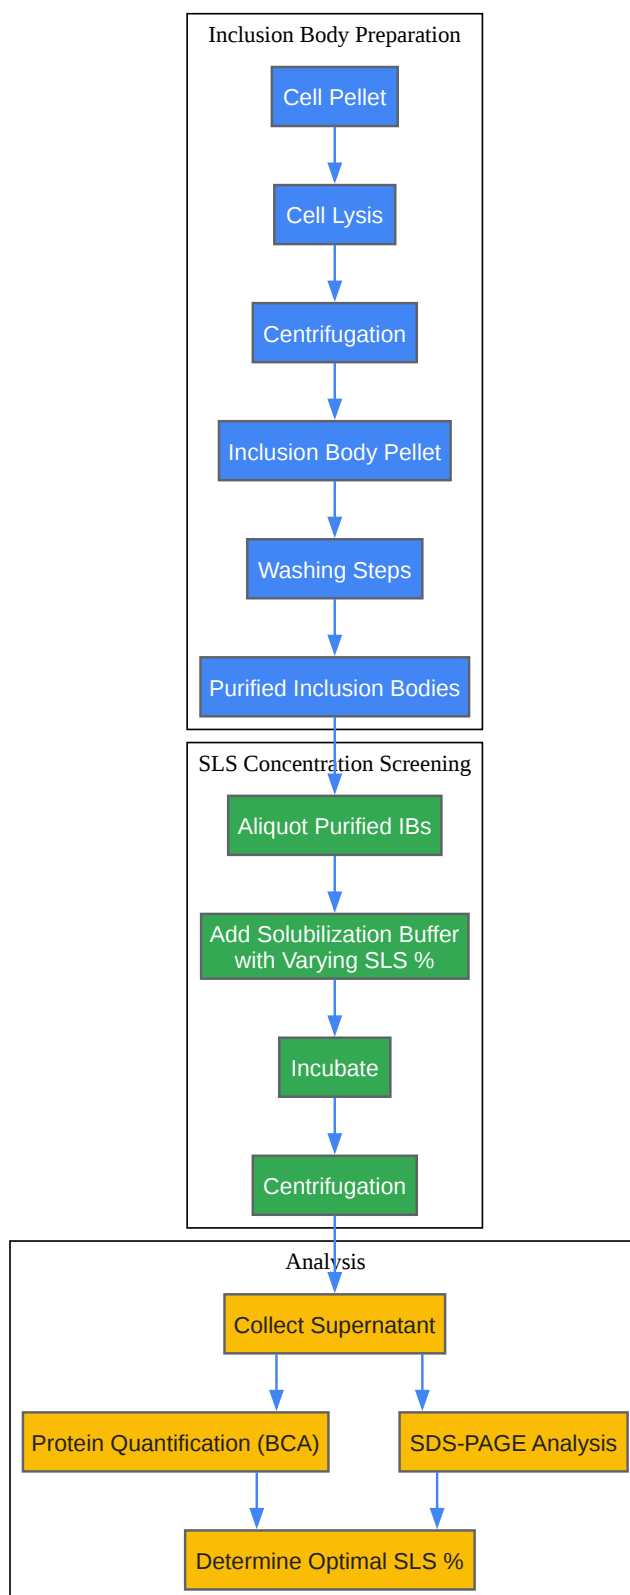 Inclusion Body Preparation
Cell Pellet
Cell Lysis
Centrifugation
Inclusion Body Pellet
Washing Steps
Purified Inclusion Bodies
SLS Concentration Screening
Aliquot Purified IBs
Add Solubilization Buffer
with Varying SLS %
Incubate
Centrifugation
Analysis
Collect Supernatant
Protein Quantification (BCA)
SDS-PAGE Analysis
Determine Optimal SLS %